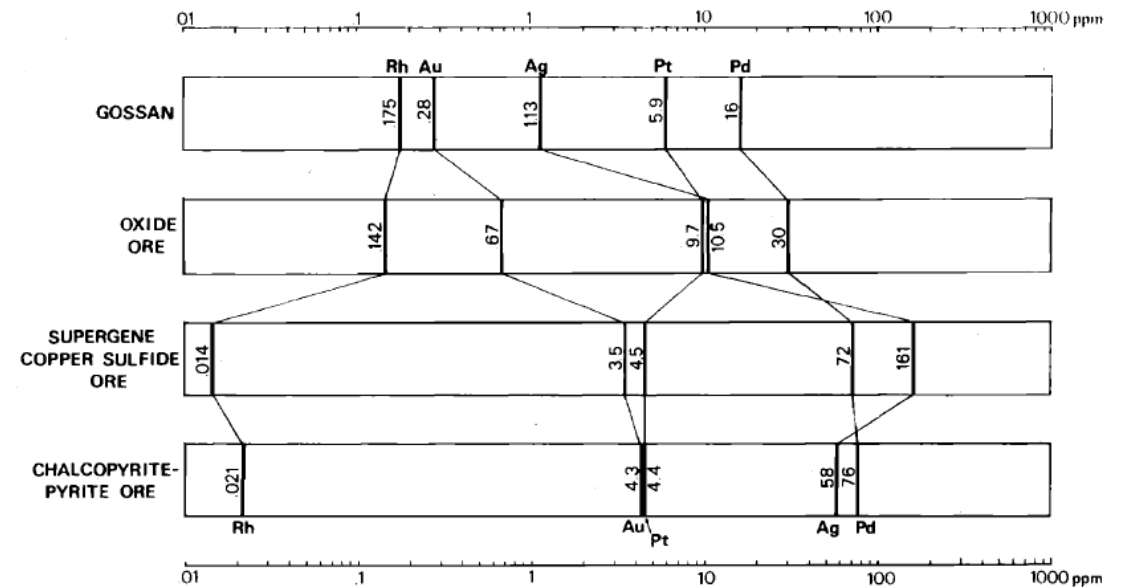 .01 .1 1 10 100 1000 ppm
Rh Au Ag Pt Pd
GOSSAN
.175 .28 1.13 5.9 16
OXIDE
ORE
.142 .67 9.7 10.5 30
SUPERGENE
COPPER SULFIDE
ORE
.014 3.5 4.5 72 161
CHALCOPYRITE-
PYRITE ORE
.021 4.3 4.4 58 76
Rh Au Pt Ag Pd
.01 .1 1 10 100 1000 ppm